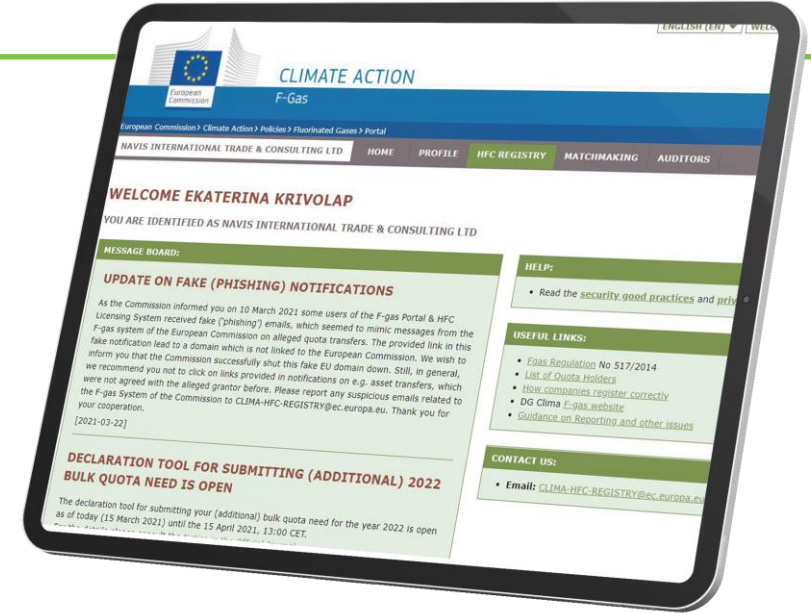 ENGLISH (EN)
European
Commission
CLIMATE ACTION
F-Gas
European Commission > Climate Action > Policies > Fluorinated Gases > Portal
NAVIS INTERNATIONAL TRADE & CONSULTING LTD HOME PROFILE HFC REGISTRY MATCHMAKING AUDITORS
WELCOME EKATERINA KRIVOLAP
YOU ARE IDENTIFIED AS NAVIS INTERNATIONAL TRADE & CONSULTING LTD
MESSAGE BOARD:
UPDATE ON FAKE (PHISHING) NOTIFICATIONS
As the Commission informed you on 10 March 2021 some users of the F-gas Portal & HFC
Licensing System received fake ('phishing') emails, which seemed to mimic messages from the
F-gas system of the European Commission on alleged quota transfers. The provided link in this
fake notification lead to a domain which is not linked to the European Commission. We wish to
inform you that the Commission successfully shut this fake EU domain down. Still, in general,
we recommend you not to click on links provided in notifications on e.g. asset transfers, which
were not agreed with the alleged grantor before. Please report any suspicious emails related to
the F-gas System of the Commission to CLIMA-HFC-REGISTRY@ec.europa.eu. Thank you for
your cooperation.
[2021-03-22]
DECLARATION TOOL FOR SUBMITTING (ADDITIONAL) 2022
BULK QUOTA NEED IS OPEN
The declaration tool for submitting your (additional) bulk quota need for the year 2022 is open
as of today (15 March 2021) until the 15 April 2021, 13:00 CET.
HELP:
• Read the security good practices and priv
USEFUL LINKS:
• Fgas Regulation No 517/2014
• List of Quota Holders
• How companies register correctly
• DG Clima F-gas website
• Guidance on Reporting and other issues
CONTACT US:
• Email: CLIMA-HFC-REGISTRY@ec.europa.eu